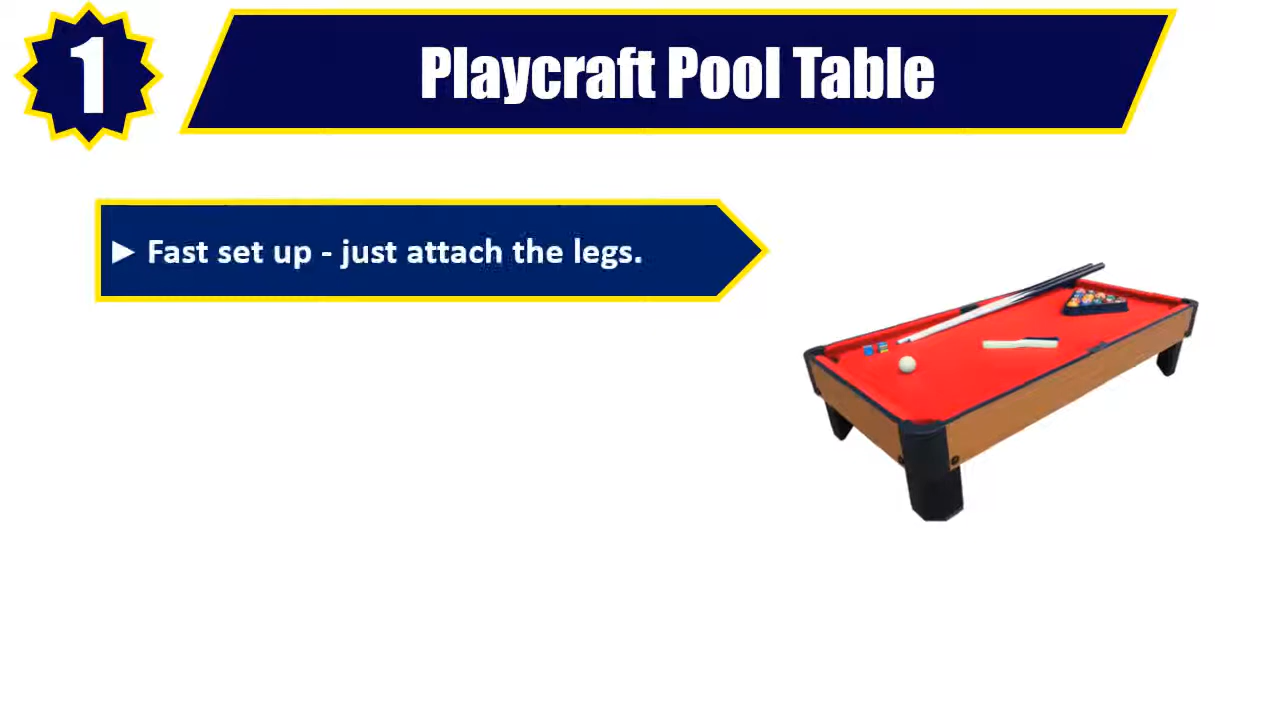 1
Playcraft Pool Table
► Fast set up - just attach the legs.